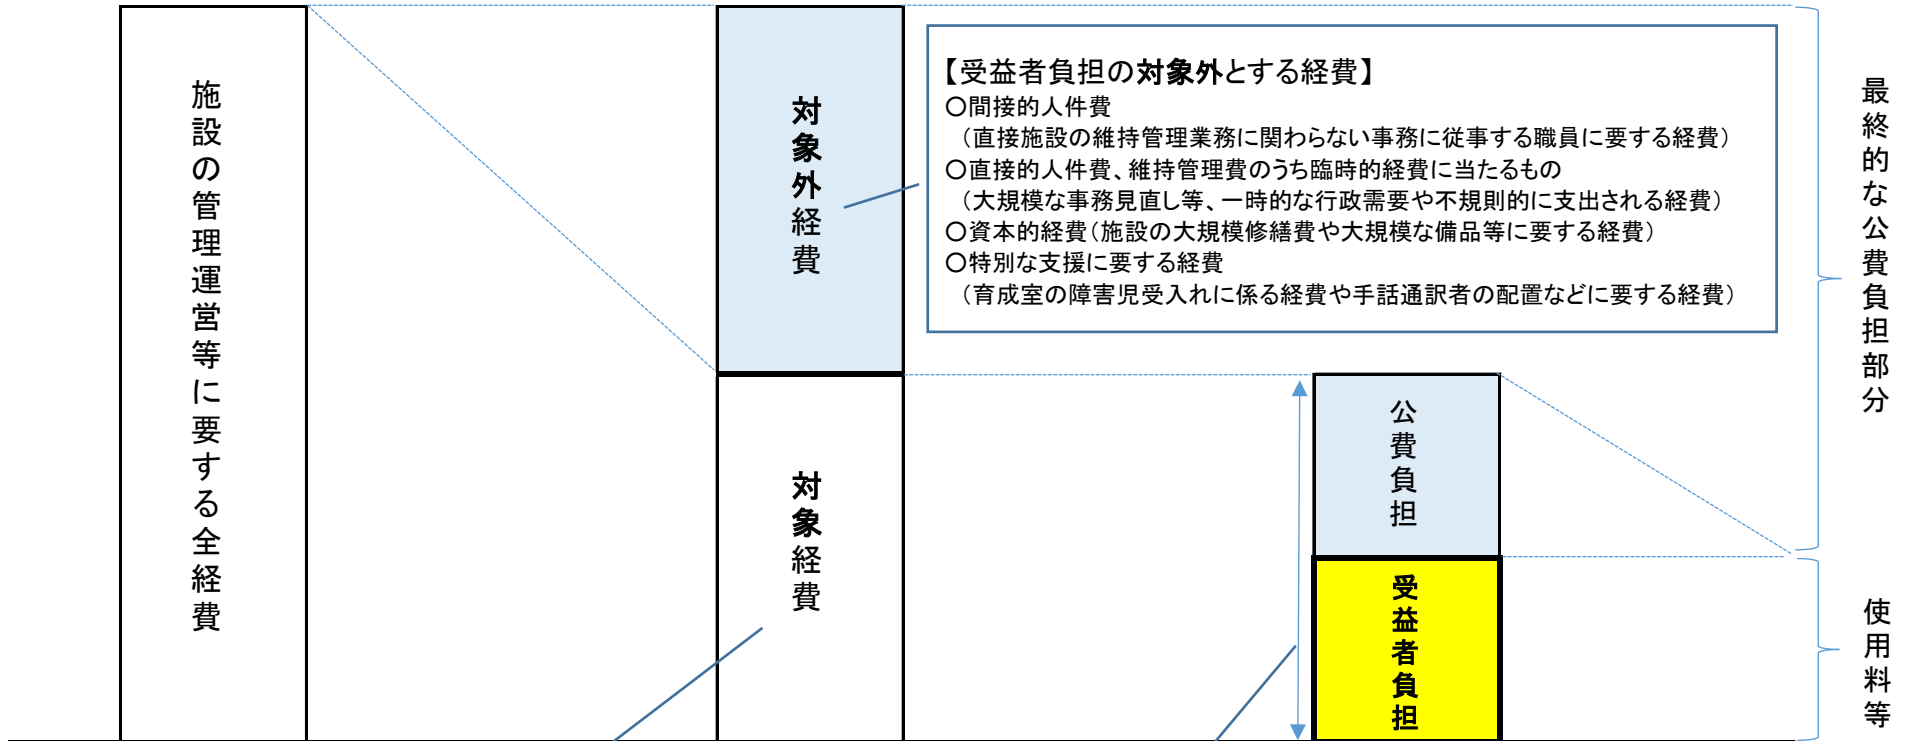 施設の管理運営等に要する全経費
対象外経費
【受益者負担の対象外とする経費】
○間接的人件費
（直接施設の維持管理業務に関わらない事務に従事する職員に要する経費）
○直接的人件費、維持管理費のうち臨時的経費に当たるもの
（大規模な事務見直し等、一時的な行政需要や不規則的に支出される経費）
○資本的経費（施設の大規模修繕費や大規模な備品等に要する経費）
○特別な支援に要する経費
（育成室の障害児受入れに係る経費や手話通訳者の配置などに要する経費）
最終的な公費負担部分
対象経費
公費負担
受益者負担
使用料等